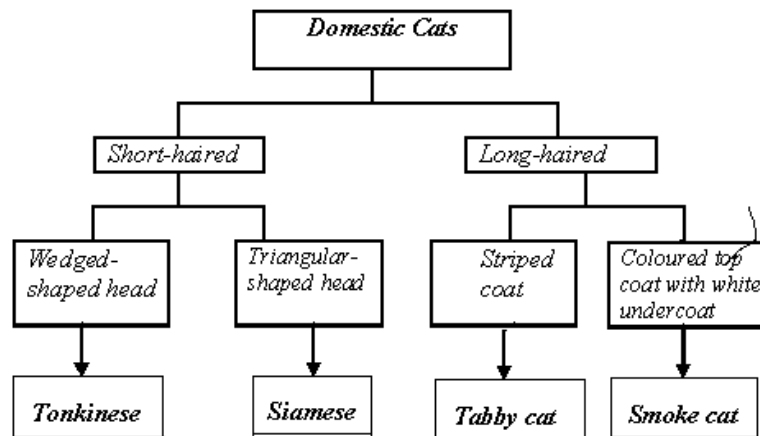 Domestic Cats
Short-haired
Long-haired
Wedged-
shaped head
Triangular-
shaped head
Striped
coat
Coloured top
coat with white
undercoat
Tonkinese
Siamese
Tabby cat
Smoke cat